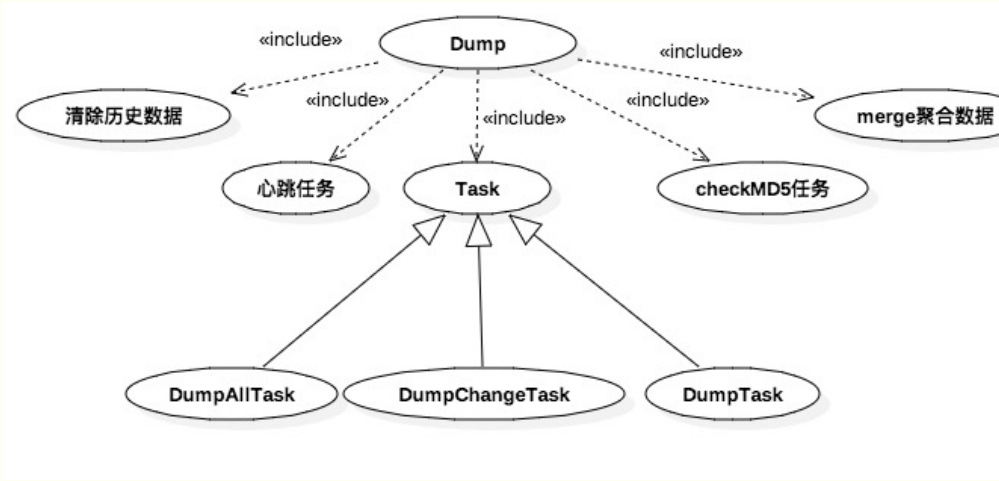 Dump
«include»
«include»
«include»
«include»
«include»
清除历史数据
merge聚合数据
心跳任务
Task
checkMD5任务
DumpAllTask
DumpChangeTask
DumpTask